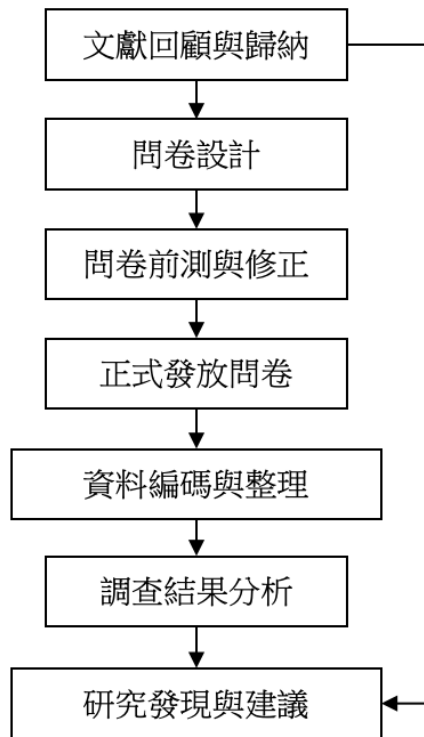 文獻回顧與歸納
問卷設計
問卷前測與修正
正式發放問卷
資料編碼與整理
調查結果分析
研究發現與建議